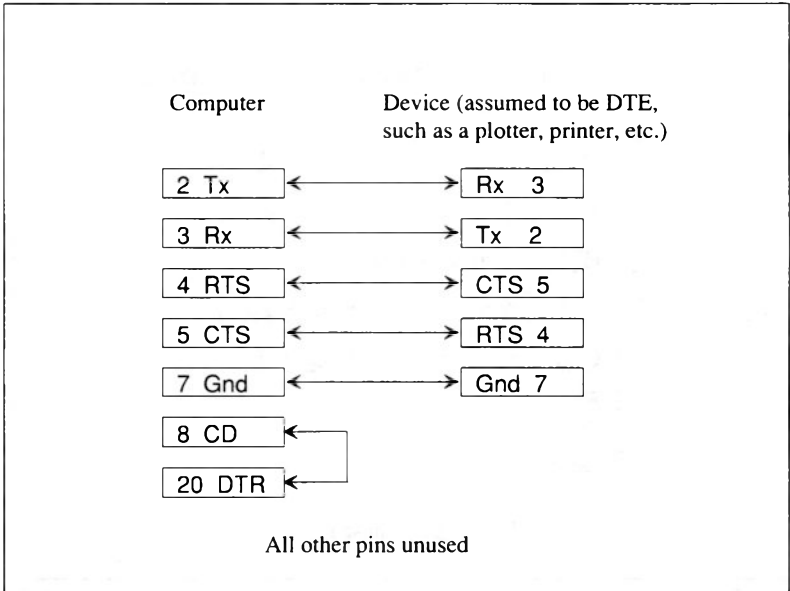 Computer Device (assumed to be DTE,
such as a plotter, printer, etc.)
2 Tx Rx 3
3 Rx Tx 2
4 RTS CTS 5
5 CTS RTS 4
7 Gnd Gnd 7
8 CD
20 DTR
All other pins unused